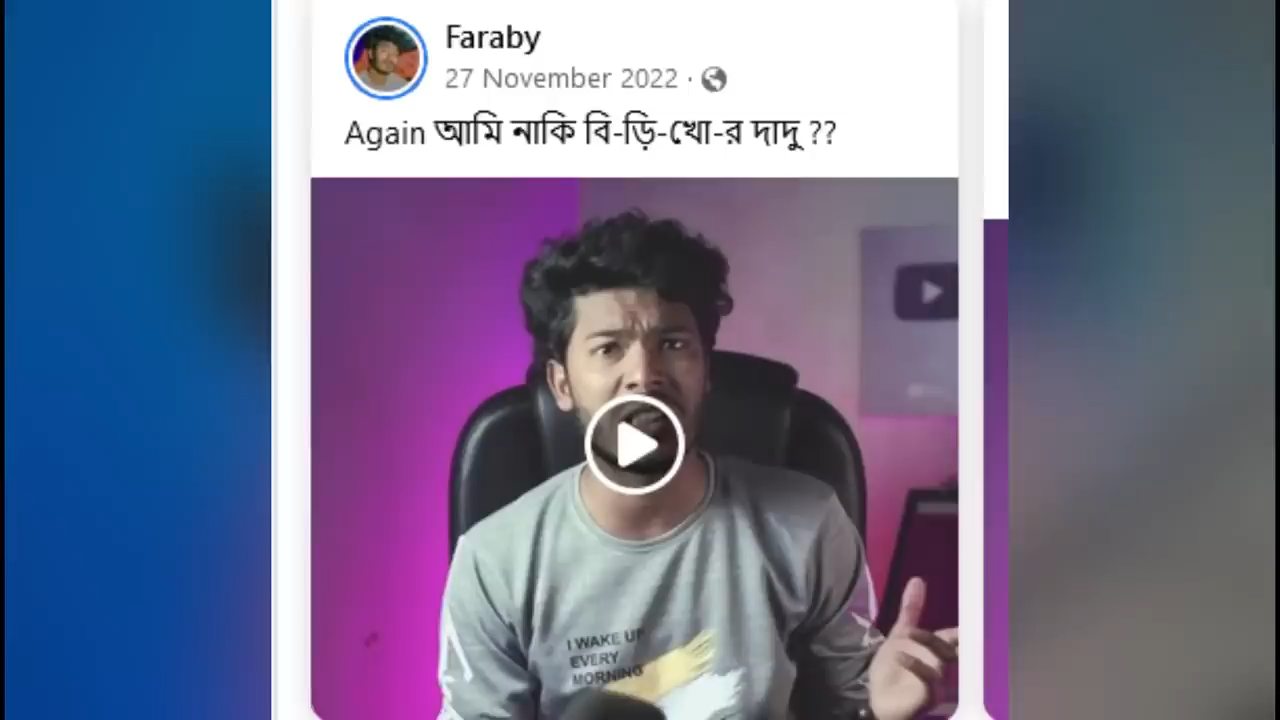 Faraby
27 November 2022 ·
Again আমি নাকি বি-ড়ি-খো-র দাদু ??
I WAKE UP
EVERY
MORNING